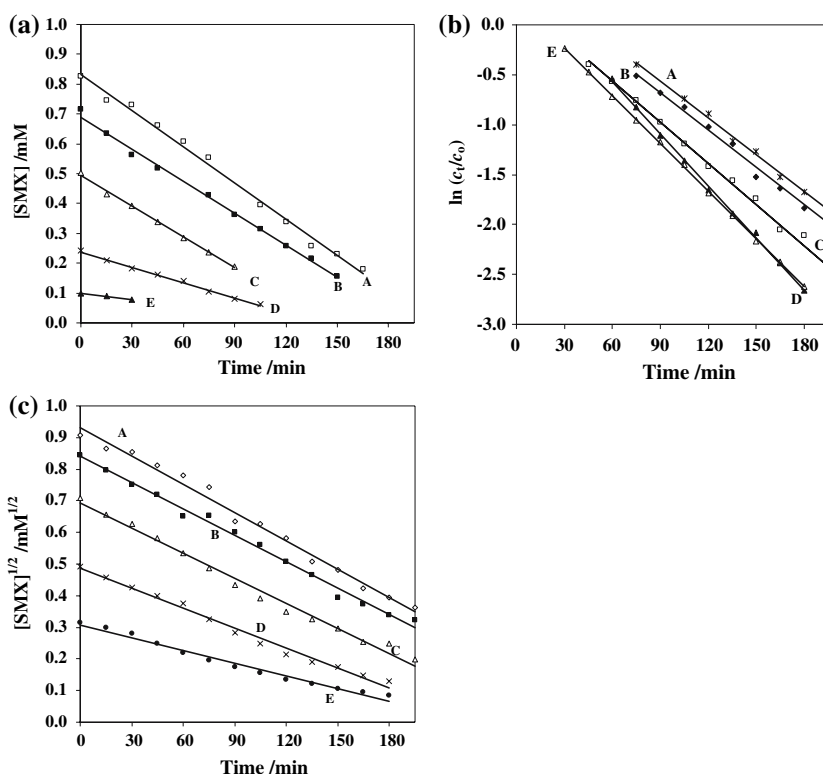 (a)
[SMX] /mM
1.0
0.9
0.8
0.7
0.6
0.5
0.4
0.3
0.2
0.1
0.0
A
B
C
D
E
0 30 60 90 120 150 180
Time /min
(b)
ln (ct/co)
0.0
-0.5
-1.0
-1.5
-2.0
-2.5
-3.0
E
B
A
C
D
0 30 60 90 120 150 180
Time /min
(c)
[SMX]1/2 /mM1/2
1.0
0.9
0.8
0.7
0.6
0.5
0.4
0.3
0.2
0.1
0.0
A
B
D
C
E
0 30 60 90 120 150 180
Time /min